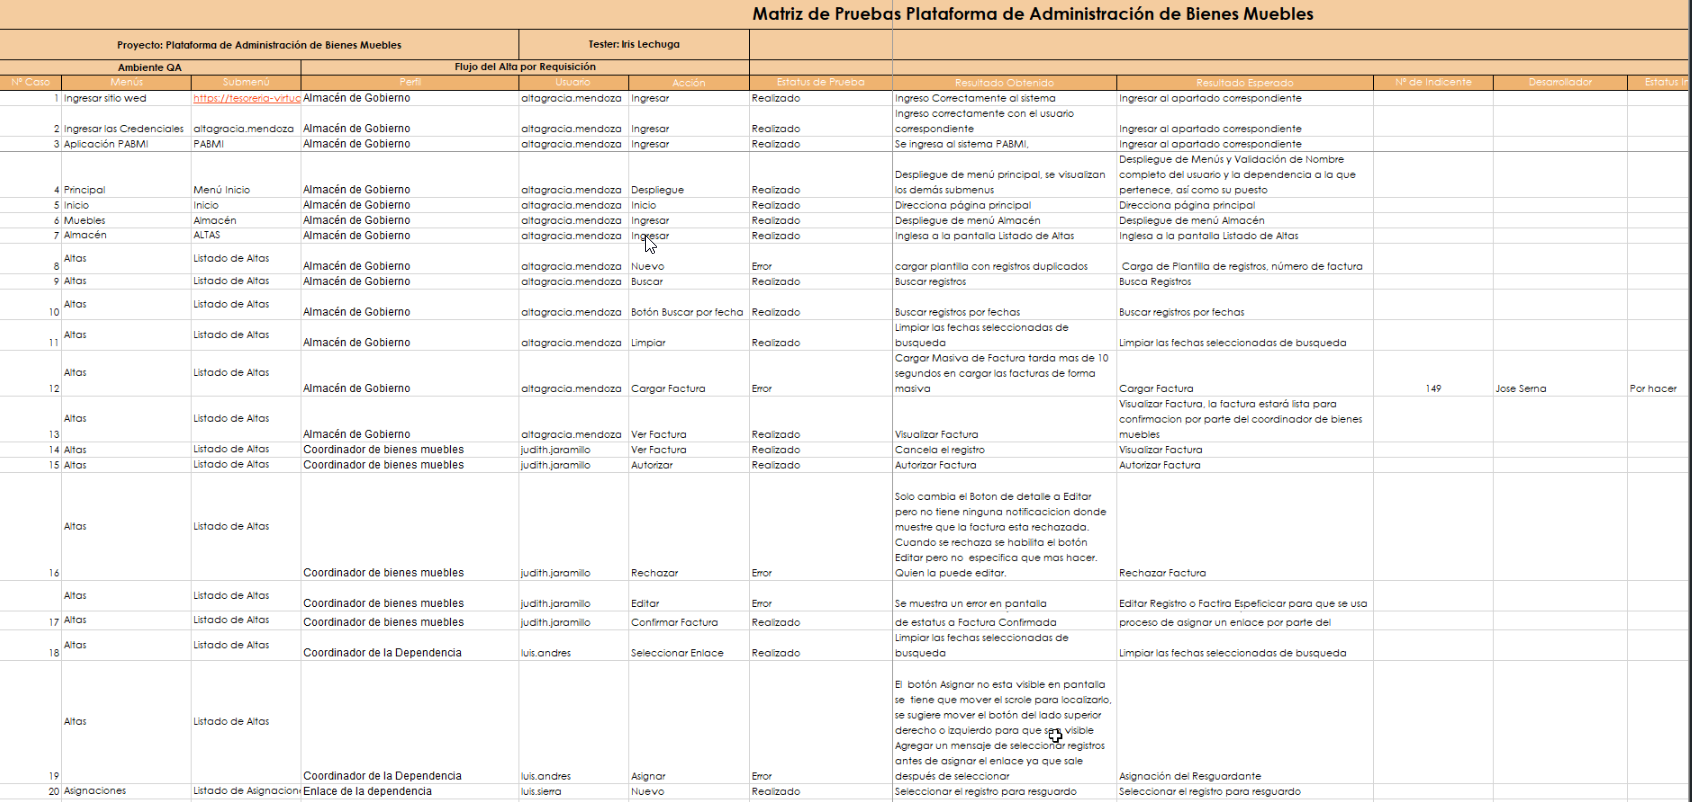 Matriz de Pruebas Plataforma de Administración de Bienes Muebles
Proyecto: Plataforma de Administración de Bienes Muebles Tester: Iris Lechuga
Ambiente QA Flujo del Alta por Requisición
Nº Caso Menús Submenú Perfil Usuario Acción Estatus de Prueba Resultado Obtenido Resultado Esperado Nº de Indicente Desarrolador Estatus In
1 Ingresar sitio wed https://tesoreria-virtuc Almacén de Gobierno altagracia.mendoza Ingresar Realizado Ingreso Correctamente al sistema Ingresar al apartado correspondiente
Ingreso correctamente con el usuario
2 Ingresar las Credenciales altagracia.mendoza Almacén de Gobierno altagracia.mendoza Ingresar Realizado correspondiente Ingresar al apartado correspondiente
3 Aplicación PABMI PABMI Almacén de Gobierno altagracia.mendoza Ingresar Realizado Se ingresa al sistema PABMI, Ingresar al apartado correspondiente
Despliegue de Menús y Validación de Nombre
Despliegue de menú principal, se visualizan completo del usuario y la dependencia a la que
4 Principal Menú Inicio Almacén de Gobierno altagracia.mendoza Despliegue Realizado los demás submenus pertenece, así como su puesto
5 Inicio Inicio Almacén de Gobierno altagracia.mendoza Inicio Realizado Direcciona página principal Direcciona página principal
6 Muebles Almacén Almacén de Gobierno altagracia.mendoza Ingresar Realizado Despliegue de menú Almacén Despliegue de menú Almacén
7 Almacén ALTAS Almacén de Gobierno altagracia.mendoza Ingresar Realizado Inglesa a la pantalla Listado de Altas Inglesa a la pantalla Listado de Altas
Altas Listado de Altas
8 Almacén de Gobierno altagracia.mendoza Nuevo Error cargar plantilla con registros duplicados Carga de Plantilla de registros, número de factura
9 Altas Listado de Altas Almacén de Gobierno altagracia.mendoza Buscar Realizado Buscar registros Busca Registros
Altas Listado de Altas
10 Almacén de Gobierno altagracia.mendoza Botón Buscar por fecha Realizado Buscar registros por fechas Buscar registros por fechas
Altas Listado de Altas Limpiar las fechas seleccionadas de
11 Almacén de Gobierno altagracia.mendoza Limpiar Realizado busqueda Limpiar las fechas seleccionadas de busqueda
Cargar Masiva de Factura tarda mas de 10
Altas Listado de Altas segundos en cargar las facturas de forma
12 Almacén de Gobierno altagracia.mendoza Cargar Factura Error masiva Cargar Factura 149 Jose Serna Por hacer
Visualizar Factura, la factura estará lista para
Altas Listado de Altas confirmacion por parte del coordinador de bienes
13 Almacén de Gobierno altagracia.mendoza Ver Factura Realizado Visualizar Factura muebles
14 Altas Listado de Altas Coordinador de bienes muebles judith.jaramillo Ver Factura Realizado Cancela el registro Visualizar Factura
15 Altas Listado de Altas Coordinador de bienes muebles judith.jaramillo Autorizar Realizado Autorizar Factura Autorizar Factura
Solo cambia el Boton de detalle a Editar
pero no tiene ninguna notificacicion donde
Altas Listado de Altas muestre que la factura esta rechazada.
Cuando se rechaza se habilita el botón
Editar pero no especifica que mas hacer.
16 Coordinador de bienes muebles judith.jaramillo Rechazar Error Quien la puede editar. Rechazar Factura
Altas Listado de Altas
Coordinador de bienes muebles judith.jaramillo Editar Error Se muestra un error en pantalla Editar Registro o Factira Espeficicar para que se usa
17 Altas Listado de Altas Coordinador de bienes muebles judith.jaramillo Confirmar Factura Realizado de estatus a Factura Confirmada proceso de asignar un enlace por parte del
Altas Listado de Altas Limpiar las fechas seleccionadas de
18 Coordinador de la Dependencia luis.andres Seleccionar Enlace Realizado busqueda Limpiar las fechas seleccionadas de busqueda
El botón Asignar no esta visible en pantalla
se tiene que mover el scrole para localizarlo,
Altas Listado de Altas se sugiere mover el botón del lado superior
derecho o izquierdo para que sea visible
Agregar un mensaje de seleccionar registros
antes de asignar el enlace ya que sale
19 Coordinador de la Dependencia luis.andres Asignar Error después de seleccionar Asignación del Resguardante
20 Asignaciones Listado de Asignacion Enlace de la dependencia luis.sierra Nuevo Realizado Seleccionar el registro para resguardo Seleccionar el registro para resguardo